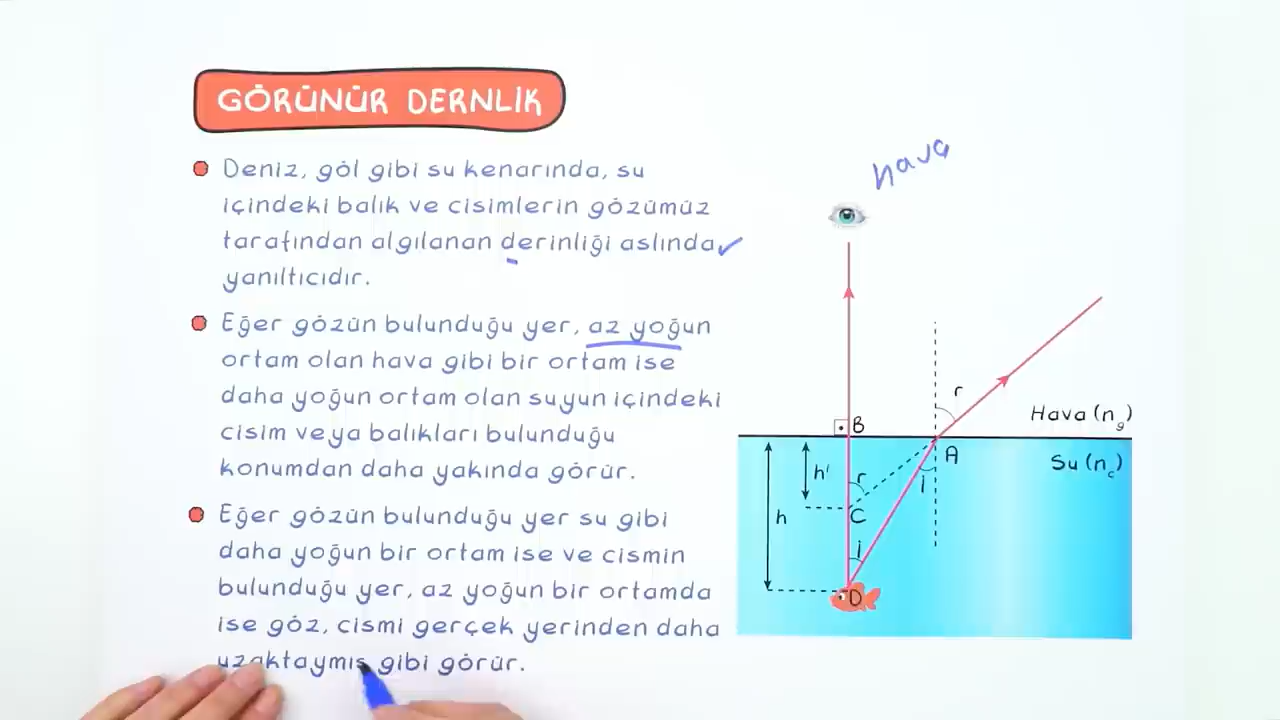 GÖRÜNÜR DERNLİK
Deniz, göl gibi su kenarında, su
içindeki balık ve cisimlerin gözümüz
tarafından algılanan derinliği aslında
yanıltıcıdır.
Eğer gözün bulunduğu yer, az yoğun
ortam olan hava gibi bir ortam ise
daha yoğun ortam olan suyun içindeki
cisim veya balıkları bulunduğu
konumdan daha yakında görür.
Eğer gözün bulunduğu yer su gibi
daha yoğun bir ortam ise ve cismin
bulunduğu yer, az yoğun bir ortamda
ise göz, cismi gerçek yerinden daha
uzaktaymış gibi görür.
hava
r
Hava (ng)
B
A
Su (nç)
h'
r
i
C
h
i
D